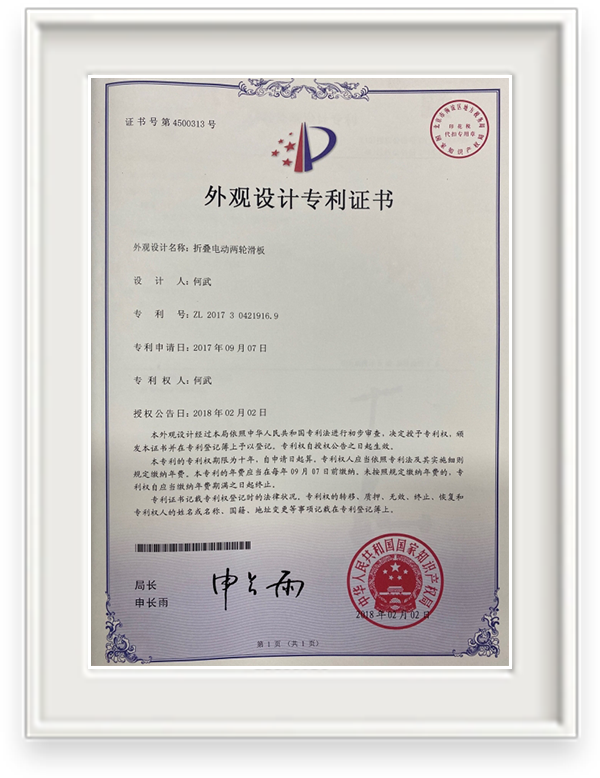 证书号第4500313号
外观设计专利证书
外观设计名称：折叠电动两轮滑板
设计人：何武
专利号：ZL 2017 3 0421916.9
专利申请日：2017年09月07日
专利权人：何武
授权公告日：2018年02月02日
本外观设计经过本局依照中华人民共和国专利法进行初步审查，决定授予专利权，颁
发本证书并在专利登记簿上予以登记。专利权自授权公告之日起生效。
本专利的专利权期限为十年，自申请日起算。专利权人应当依照专利法及其实施细则
规定缴纳年费。本专利的年费应当在每年09月07日前缴纳。未按照规定缴纳年费的，专
利权自应当缴纳年费期满之日起终止。
专利证书记载专利权登记时的法律状况。专利权的转移、质押、无效、终止、恢复和
专利权人的姓名或名称、国籍、地址变更等事项记载在专利登记簿上。
局长
申长雨
申长雨
中华人民共和国国家知识产权局
2018年02月02日
第1页（共1页）
印花税
代扣专用章